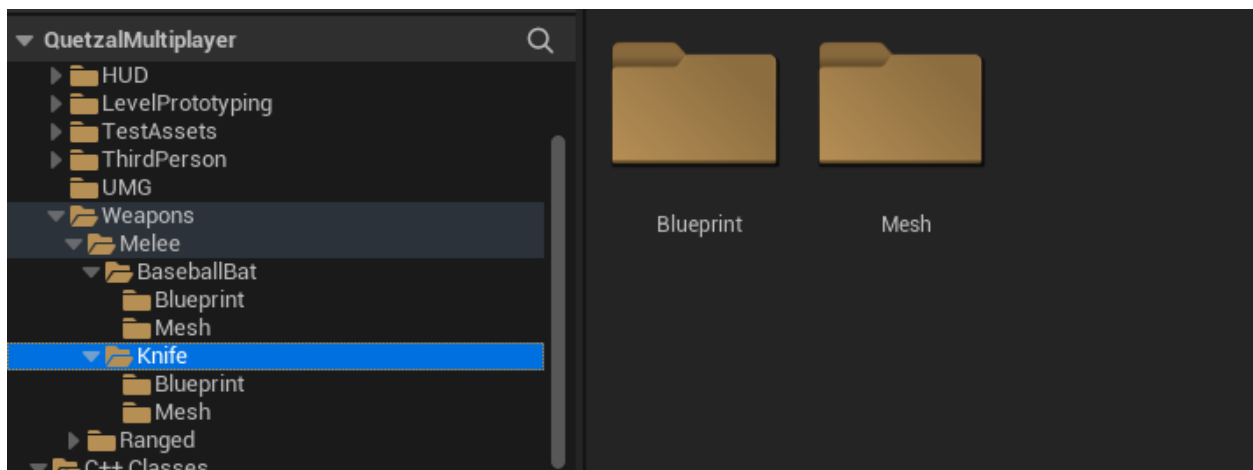 QuetzalMultiplayer
HUD
LevelPrototyping
TestAssets
ThirdPerson
UMG
Weapons
Melee
BaseballBat
Blueprint
Mesh
Knife
Blueprint
Mesh
Ranged
C++ Classes
Blueprint
Mesh